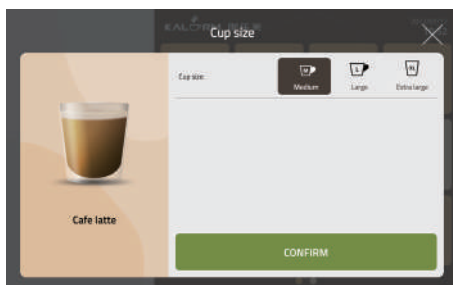 Cup size
Cup size:
M
Medium
L
Large
XL
Extra large
Cafe latte
CONFIRM